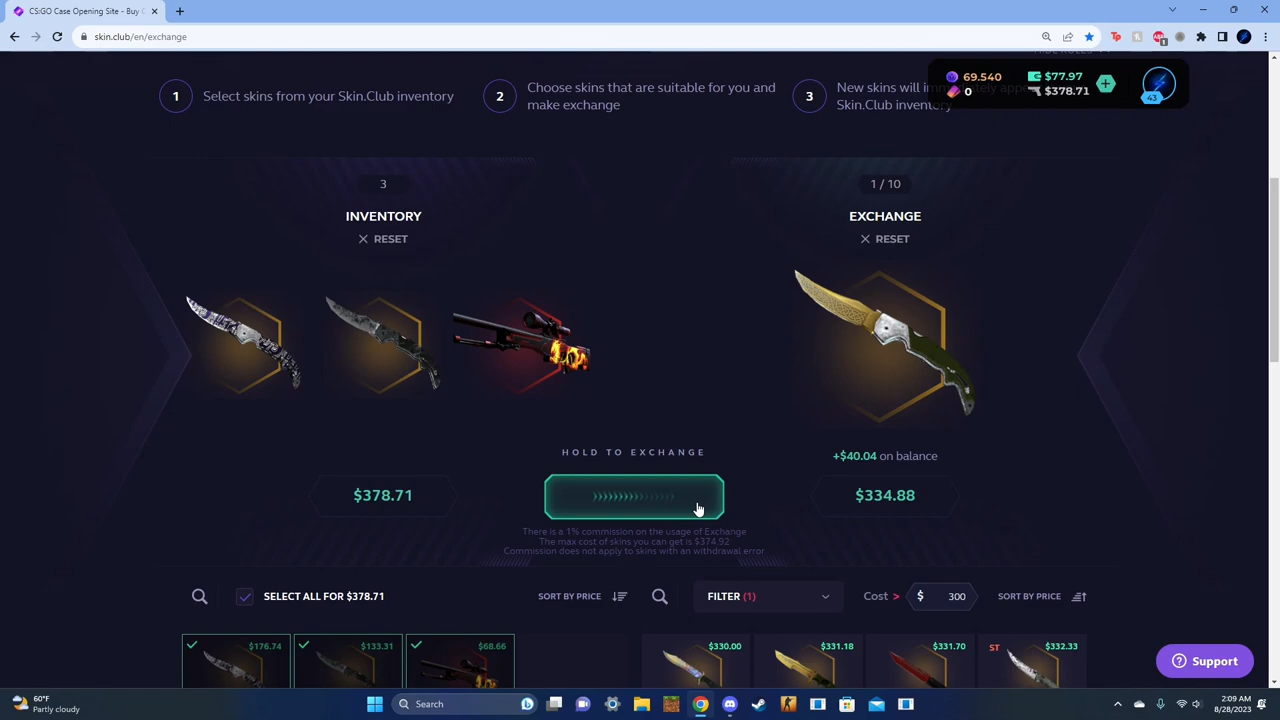 CS:GO Case Opening Site - Buy C
skin.club/en/exchange
69.540
$77.97
0
$378.71
43
1
Select skins from your Skin.Club inventory
2
Choose skins that are suitable for you and
make exchange
3
Skin.Club inventory
3
1 / 10
INVENTORY
EXCHANGE
RESET
RESET
HOLD TO EXCHANGE
+$40.04 on balance
$378.71
$334.88
There is a 1% commission on the usage of Exchange
The max cost of skins you can get is $374.92
Commission does not apply to skins with an withdrawal error
SELECT ALL FOR $378.71
SORT BY PRICE
FILTER (1)
Cost >
$ 300
SORT BY PRICE
$176.74
$133.31
$68.66
$330.00
$331.18
$331.70
ST
$332.33
Support
60°F
Partly cloudy
Search
2:09 AM
8/28/2023